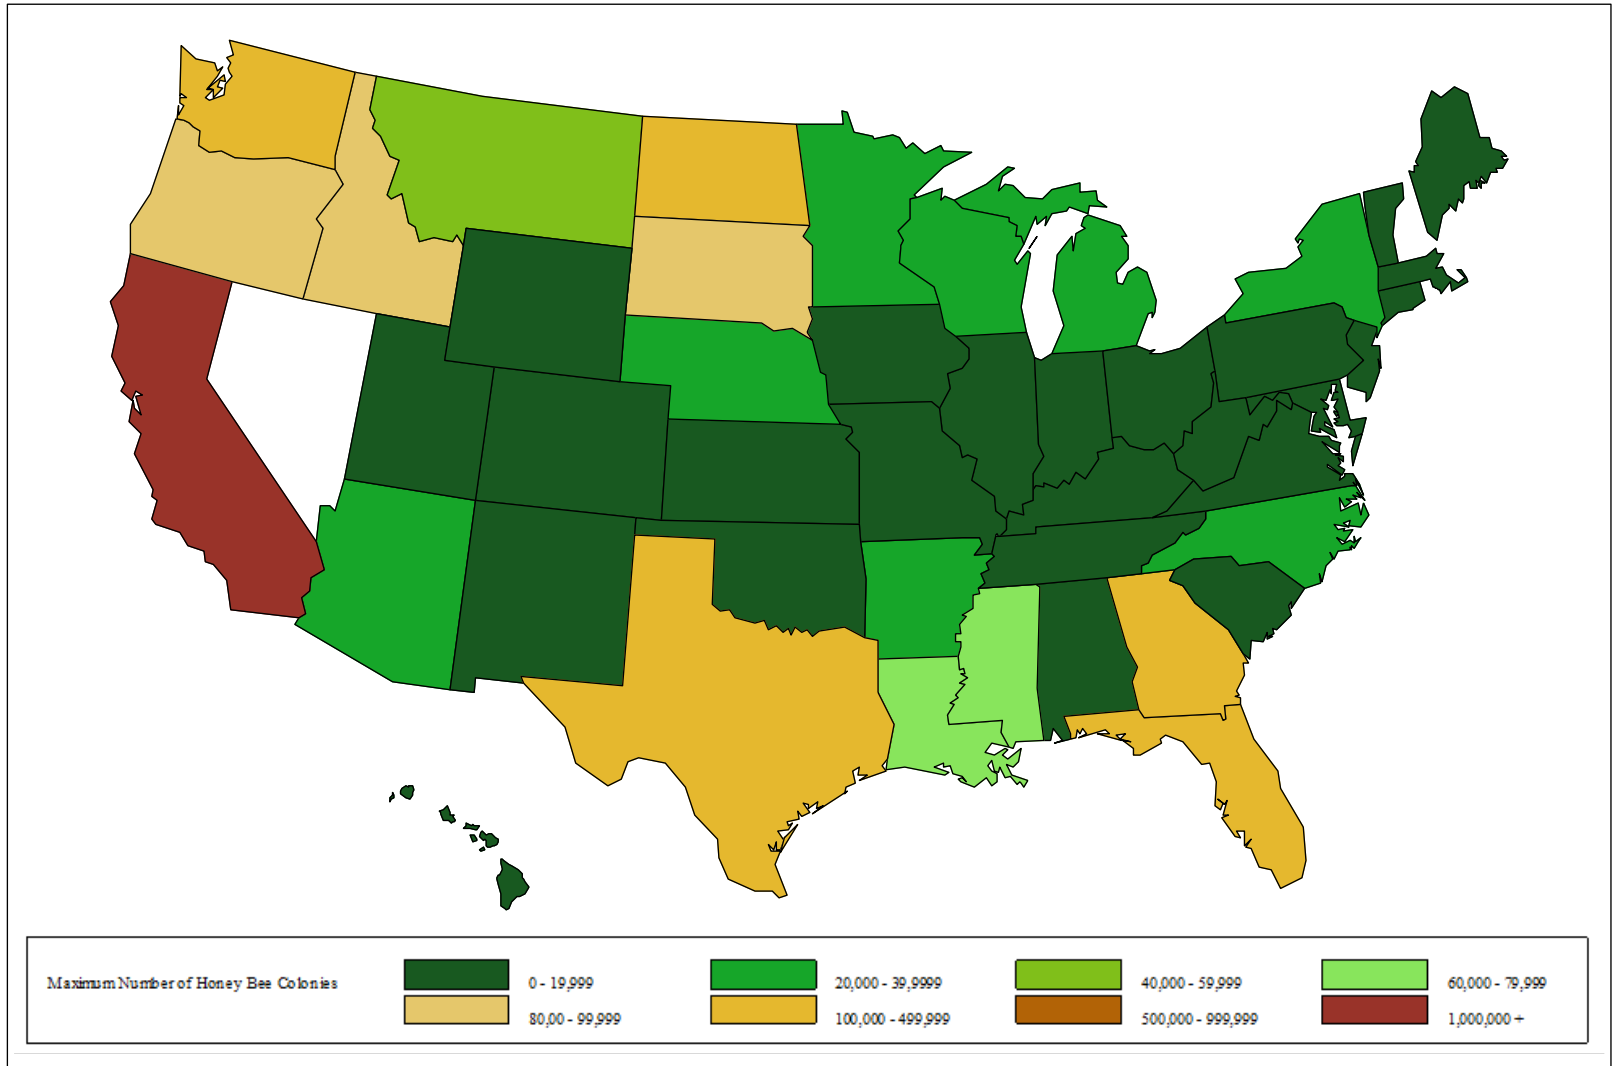 Maximum Number of Honey Bee Colonies
0 - 19,999
20,000 - 39,9999
40,000 - 59,999
60,000 - 79,999
80,00 - 99,999
100,000 - 499,999
500,000 - 999,999
1,000,000 +